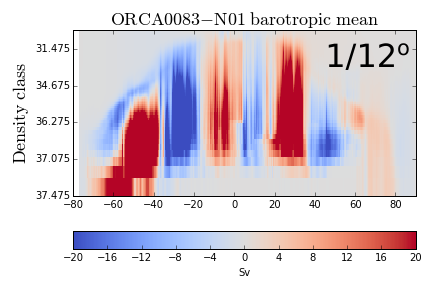 ORCA0083−N01 barotropic mean
1/12º
Density class
31.475
34.675
36.275
37.075
37.475
−80 −60 −40 −20 0 20 40 60 80
−20 −16 −12 −8 −4 0 4 8 12 16 20
Sv